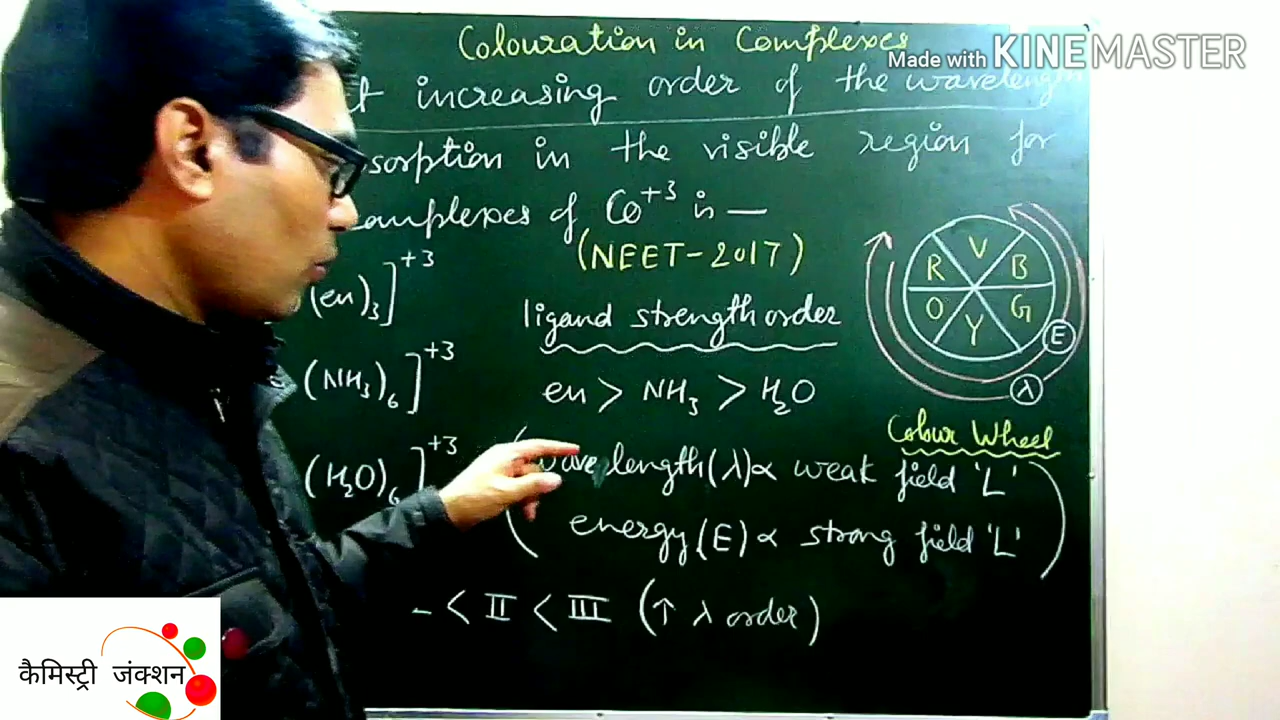 Colouration in Complexes
Made with KINEMASTER
increasing order of the wavelength
sorption in the visible region for
complexes of Co+3 is —
(NEET-2017)
(en)3]+3
ligand strength order
(NH3)6]+3
en > NH3 > H2O
(H2O)6]+3
R V B
O Y G
E
λ
Colour Wheel
(wave length (λ) ∝ weak field 'L'
energy (E) ∝ strong field 'L')
< II < III (↑ λ order)
कैमिस्ट्री जंक्शन